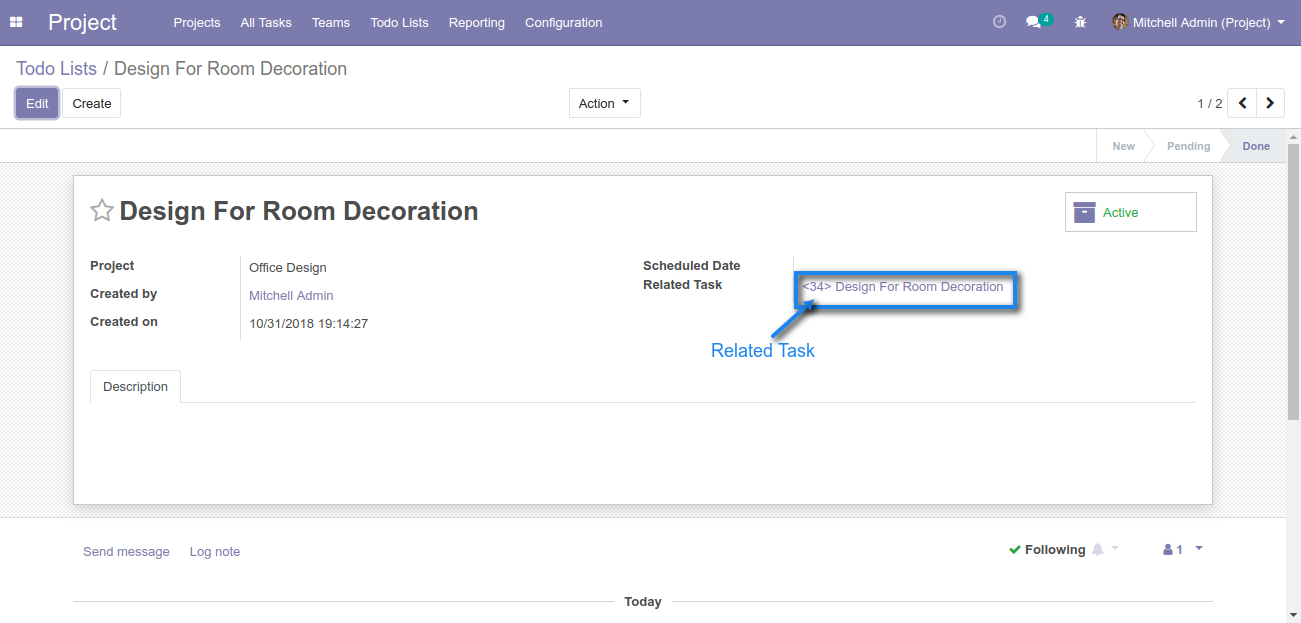 Project Projects All Tasks Teams Todo Lists Reporting Configuration 4 Mitchell Admin (Project)
Todo Lists / Design For Room Decoration
Edit Create Action 1 / 2
New Pending Done
Design For Room Decoration Active
Project Office Design Scheduled Date
Related Task <34> Design For Room Decoration
Created by Mitchell Admin
Created on 10/31/2018 19:14:27
Related Task
Description
Send message Log note Following 1
Today